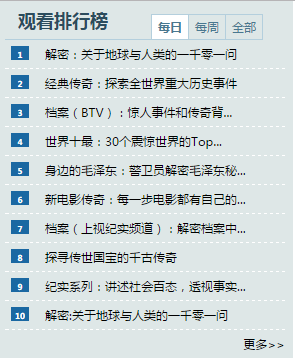 观看排行榜 每日 每周 全部
1 解密：关于地球与人类的一千零一问
2 经典传奇：探索全世界重大历史事件
3 档案（BTV）：惊人事件和传奇背...
4 世界十最：30个震惊世界的Top...
5 身边的毛泽东：警卫员解密毛泽东秘...
6 新电影传奇：每一步电影都有自己的...
7 档案（上视纪实频道）：解密档案中...
8 探寻传世国宝的千古传奇
9 纪实系列：讲述社会百态，透视事实...
10 解密;关于地球与人类的一千零一问
更多>>